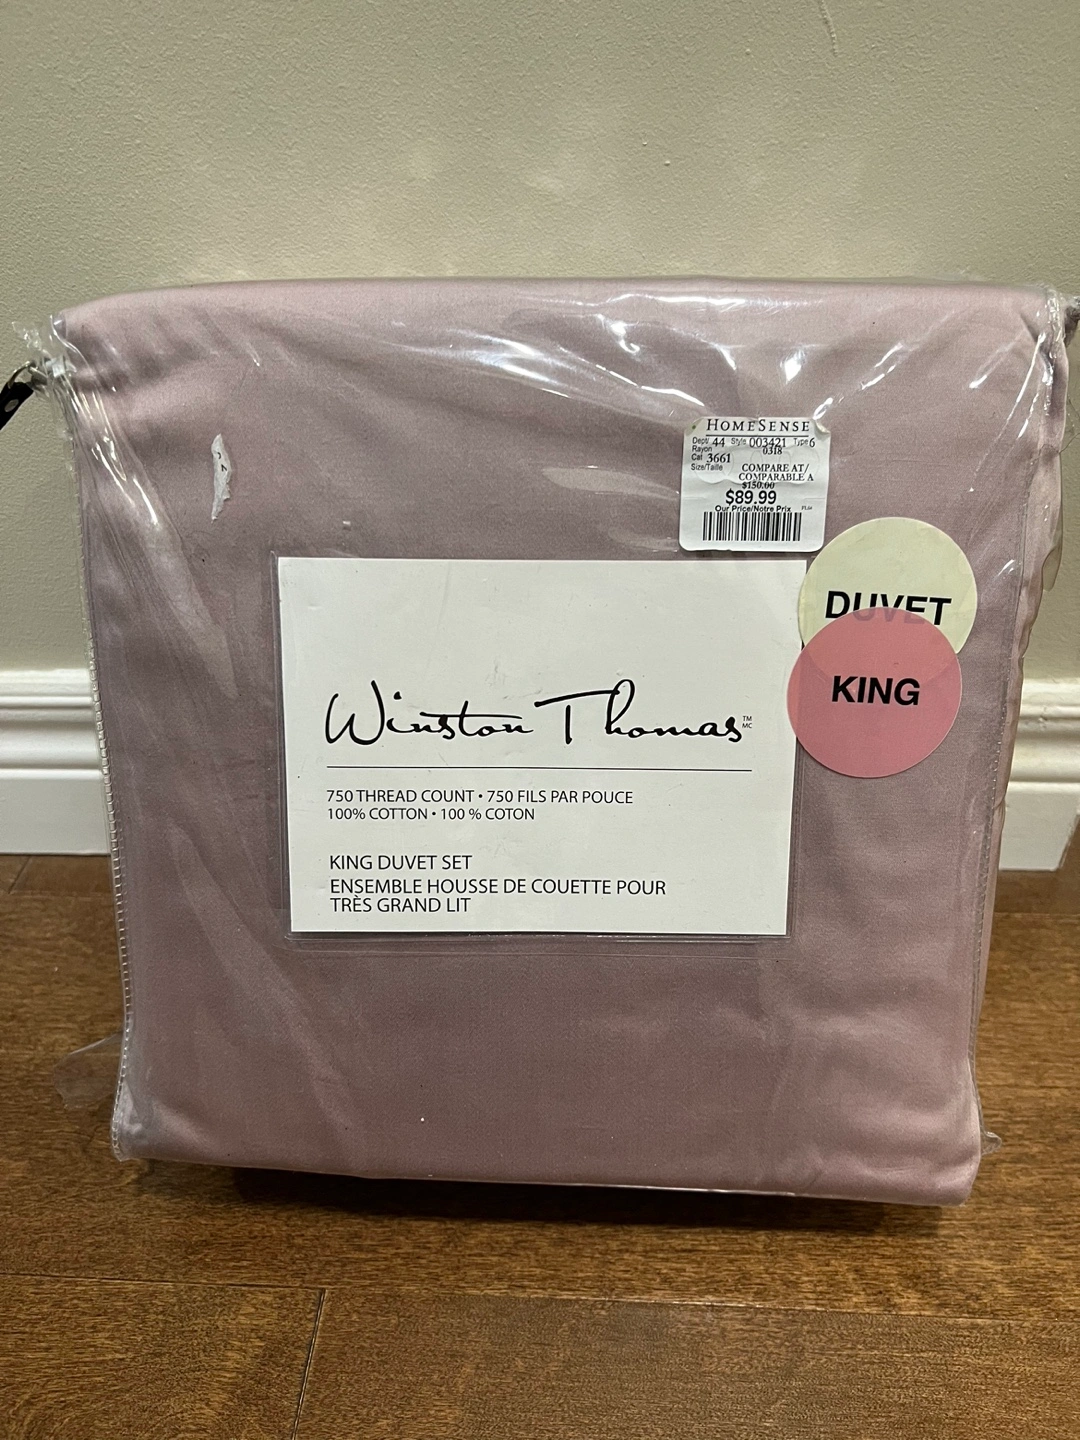 HOMESENSE
Dept/ 44 Style 003421 Type 6
Rayon 0318
Cat 3661
Size/Taille COMPARE AT/
COMPARABLE A
$150.00
$89.99
Our Price/Notre Prix
DUVET
KING
Winston Thomas TM
MC
750 THREAD COUNT • 750 FILS PAR POUCE
100% COTTON • 100 % COTON
KING DUVET SET
ENSEMBLE HOUSSE DE COUETTE POUR
TRÈS GRAND LIT